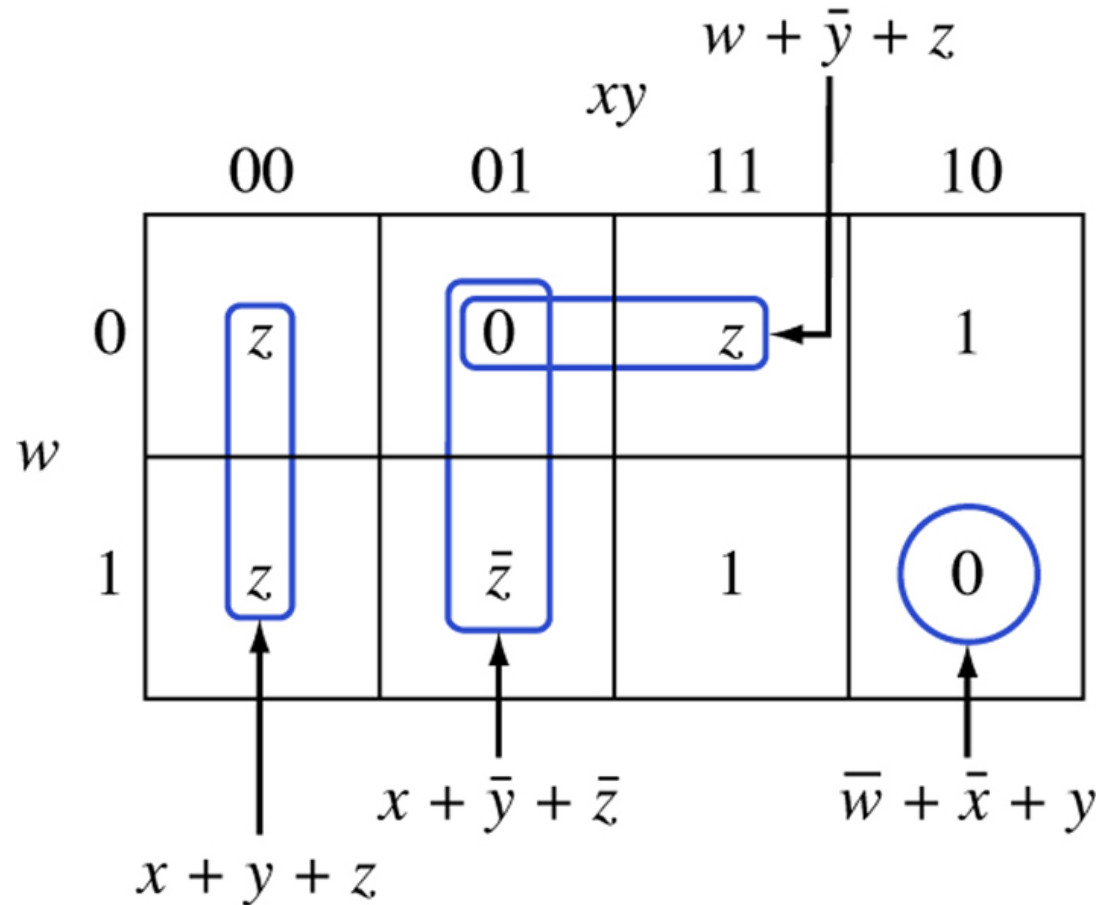 w + ȳ + z
xy
00 01 11 10
0 z 0 z 1
w
1 z z̄ 1 0
x + ȳ + z̄
w̄ + x̄ + y
x + y + z